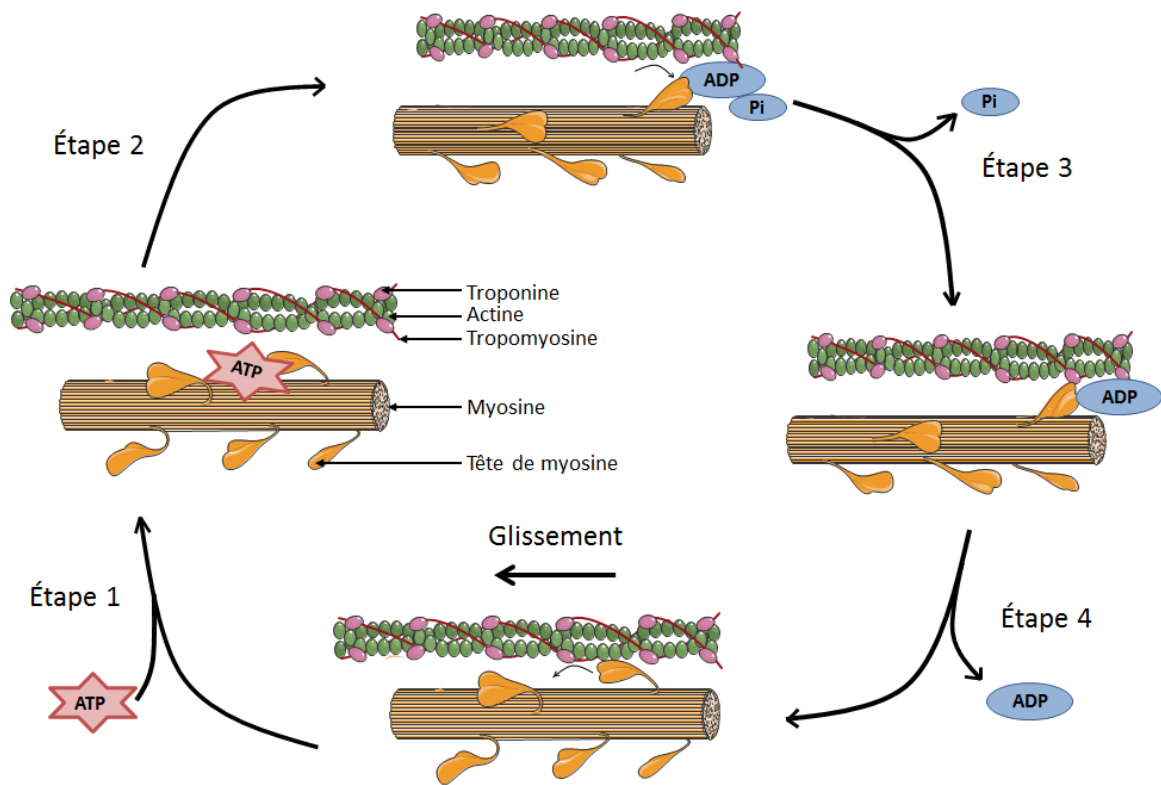 ADP
Pi
Pi
Étape 2
Étape 3
Troponine
Actine
Tropomyosine
ATP
Myosine
Tête de myosine
ADP
Glissement
Étape 1
Étape 4
ATP
ADP